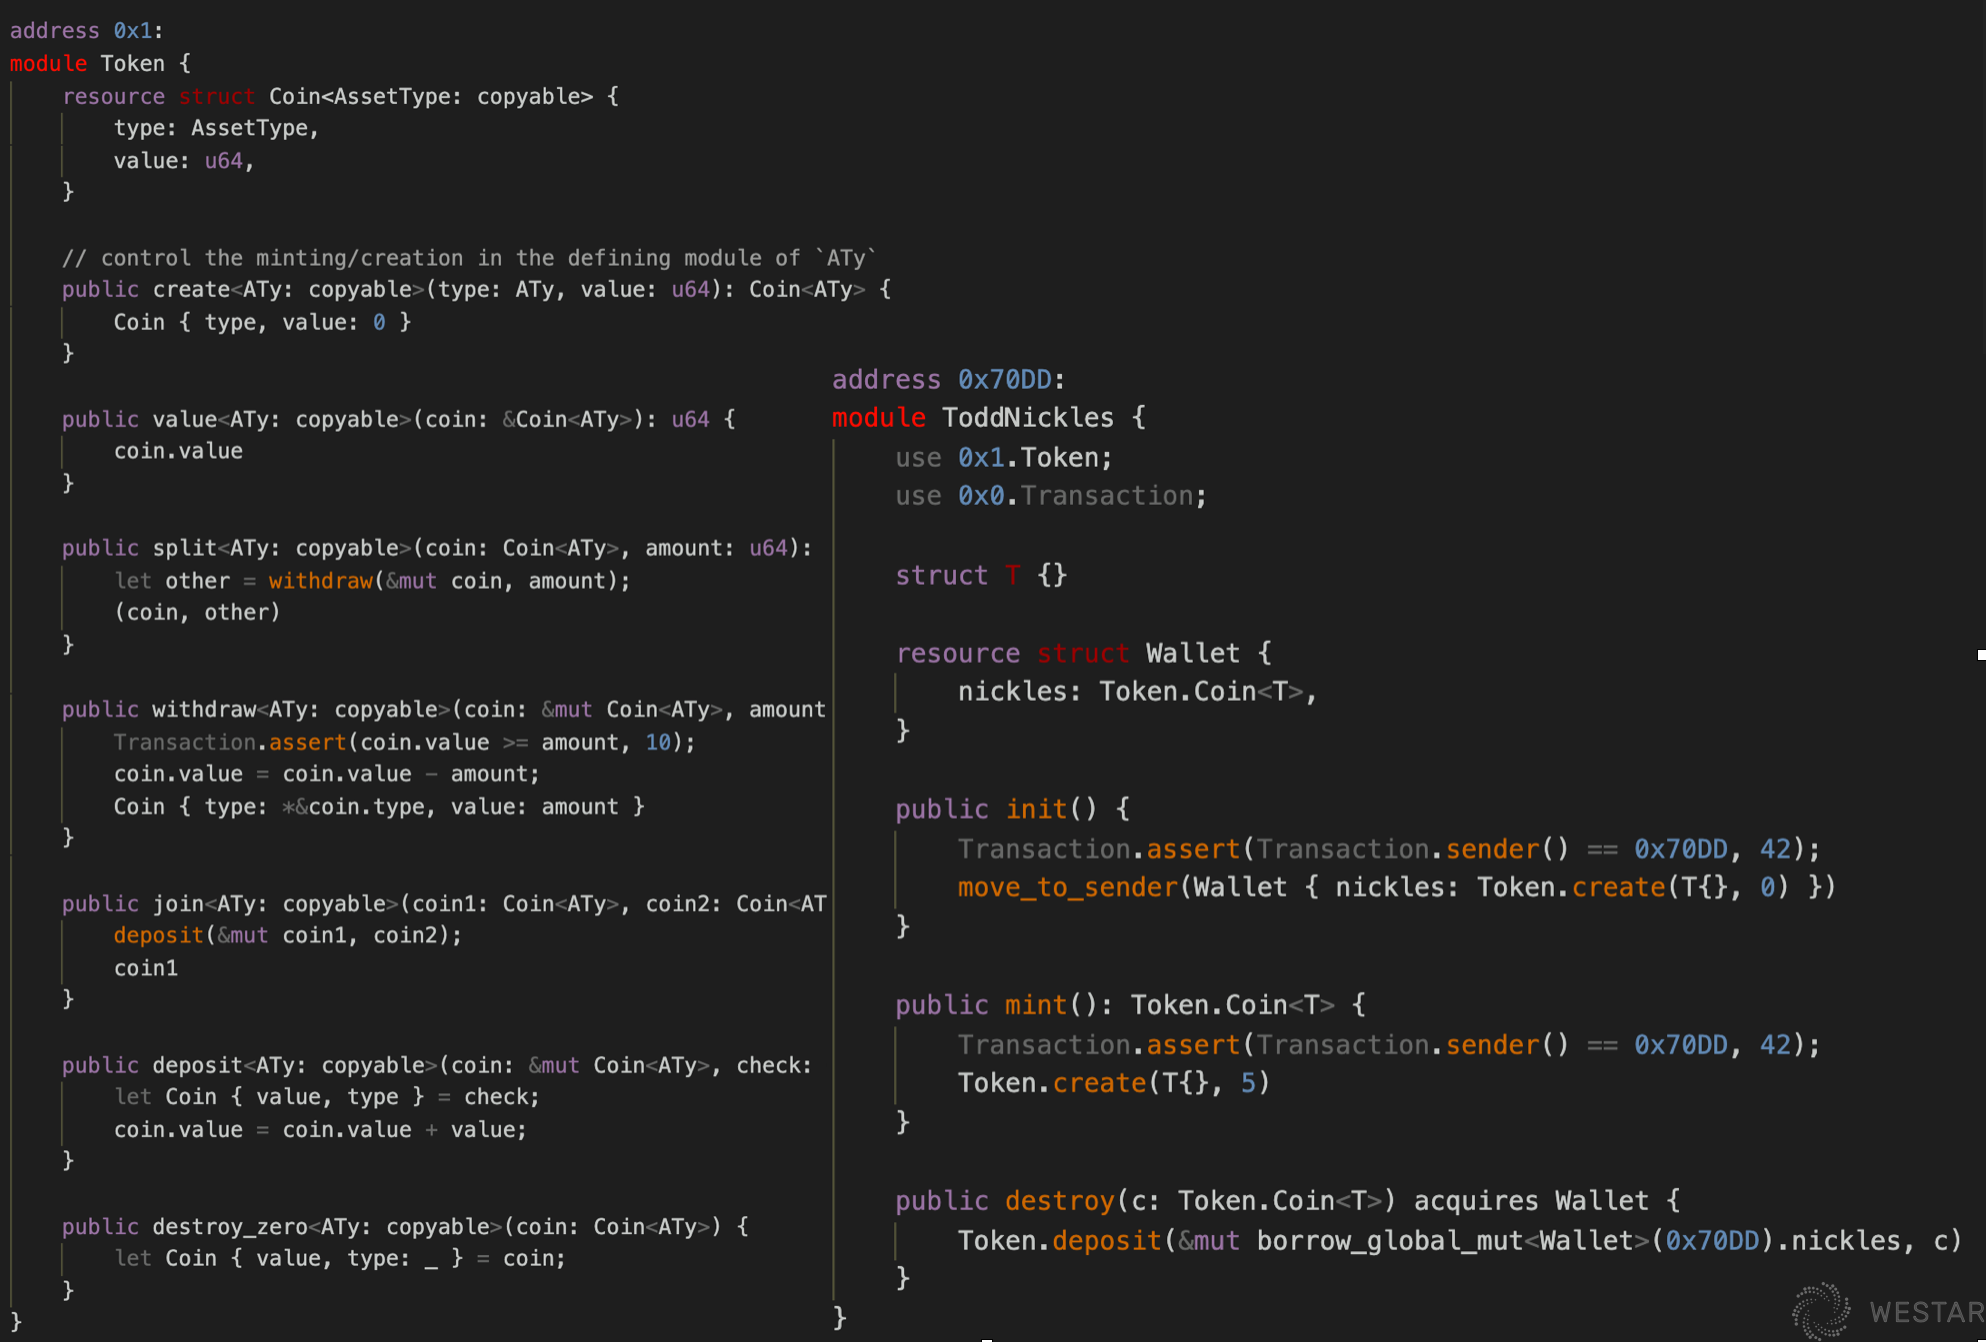 address 0x1:
module Token {
resource struct Coin<AssetType: copyable> {
type: AssetType,
value: u64,
}
// control the minting/creation in the defining module of `ATy`
public create<ATy: copyable>(type: ATy, value: u64): Coin<ATy> {
Coin { type, value: 0 }
}
public value<ATy: copyable>(coin: &Coin<ATy>): u64 {
coin.value
}
public split<ATy: copyable>(coin: Coin<ATy>, amount: u64):
let other = withdraw(&mut coin, amount);
(coin, other)
}
public withdraw<ATy: copyable>(coin: &mut Coin<ATy>, amount
Transaction.assert(coin.value >= amount, 10);
coin.value = coin.value - amount;
Coin { type: *&coin.type, value: amount }
}
public join<ATy: copyable>(coin1: Coin<ATy>, coin2: Coin<AT
deposit(&mut coin1, coin2);
coin1
}
public deposit<ATy: copyable>(coin: &mut Coin<ATy>, check:
let Coin { value, type } = check;
coin.value = coin.value + value;
}
public destroy_zero<ATy: copyable>(coin: Coin<ATy>) {
let Coin { value, type: _ } = coin;
}
}
address 0x70DD:
module ToddNickles {
use 0x1.Token;
use 0x0.Transaction;
struct T {}
resource struct Wallet {
nickles: Token.Coin<T>,
}
public init() {
Transaction.assert(Transaction.sender() == 0x70DD, 42);
move_to_sender(Wallet { nickles: Token.create(T{}, 0) })
}
public mint(): Token.Coin<T> {
Transaction.assert(Transaction.sender() == 0x70DD, 42);
Token.create(T{}, 5)
}
public destroy(c: Token.Coin<T>) acquires Wallet {
Token.deposit(&mut borrow_global_mut<Wallet>(0x70DD).nickles, c)
}
}
WESTAR